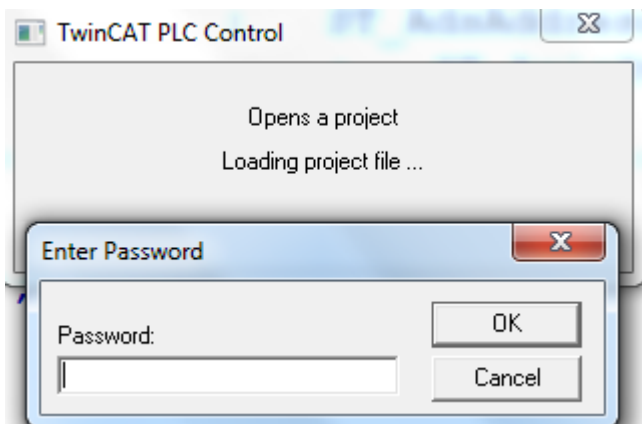 TwinCAT PLC Control
Opens a project
Loading project file ...
Enter Password
Password:
OK
Cancel